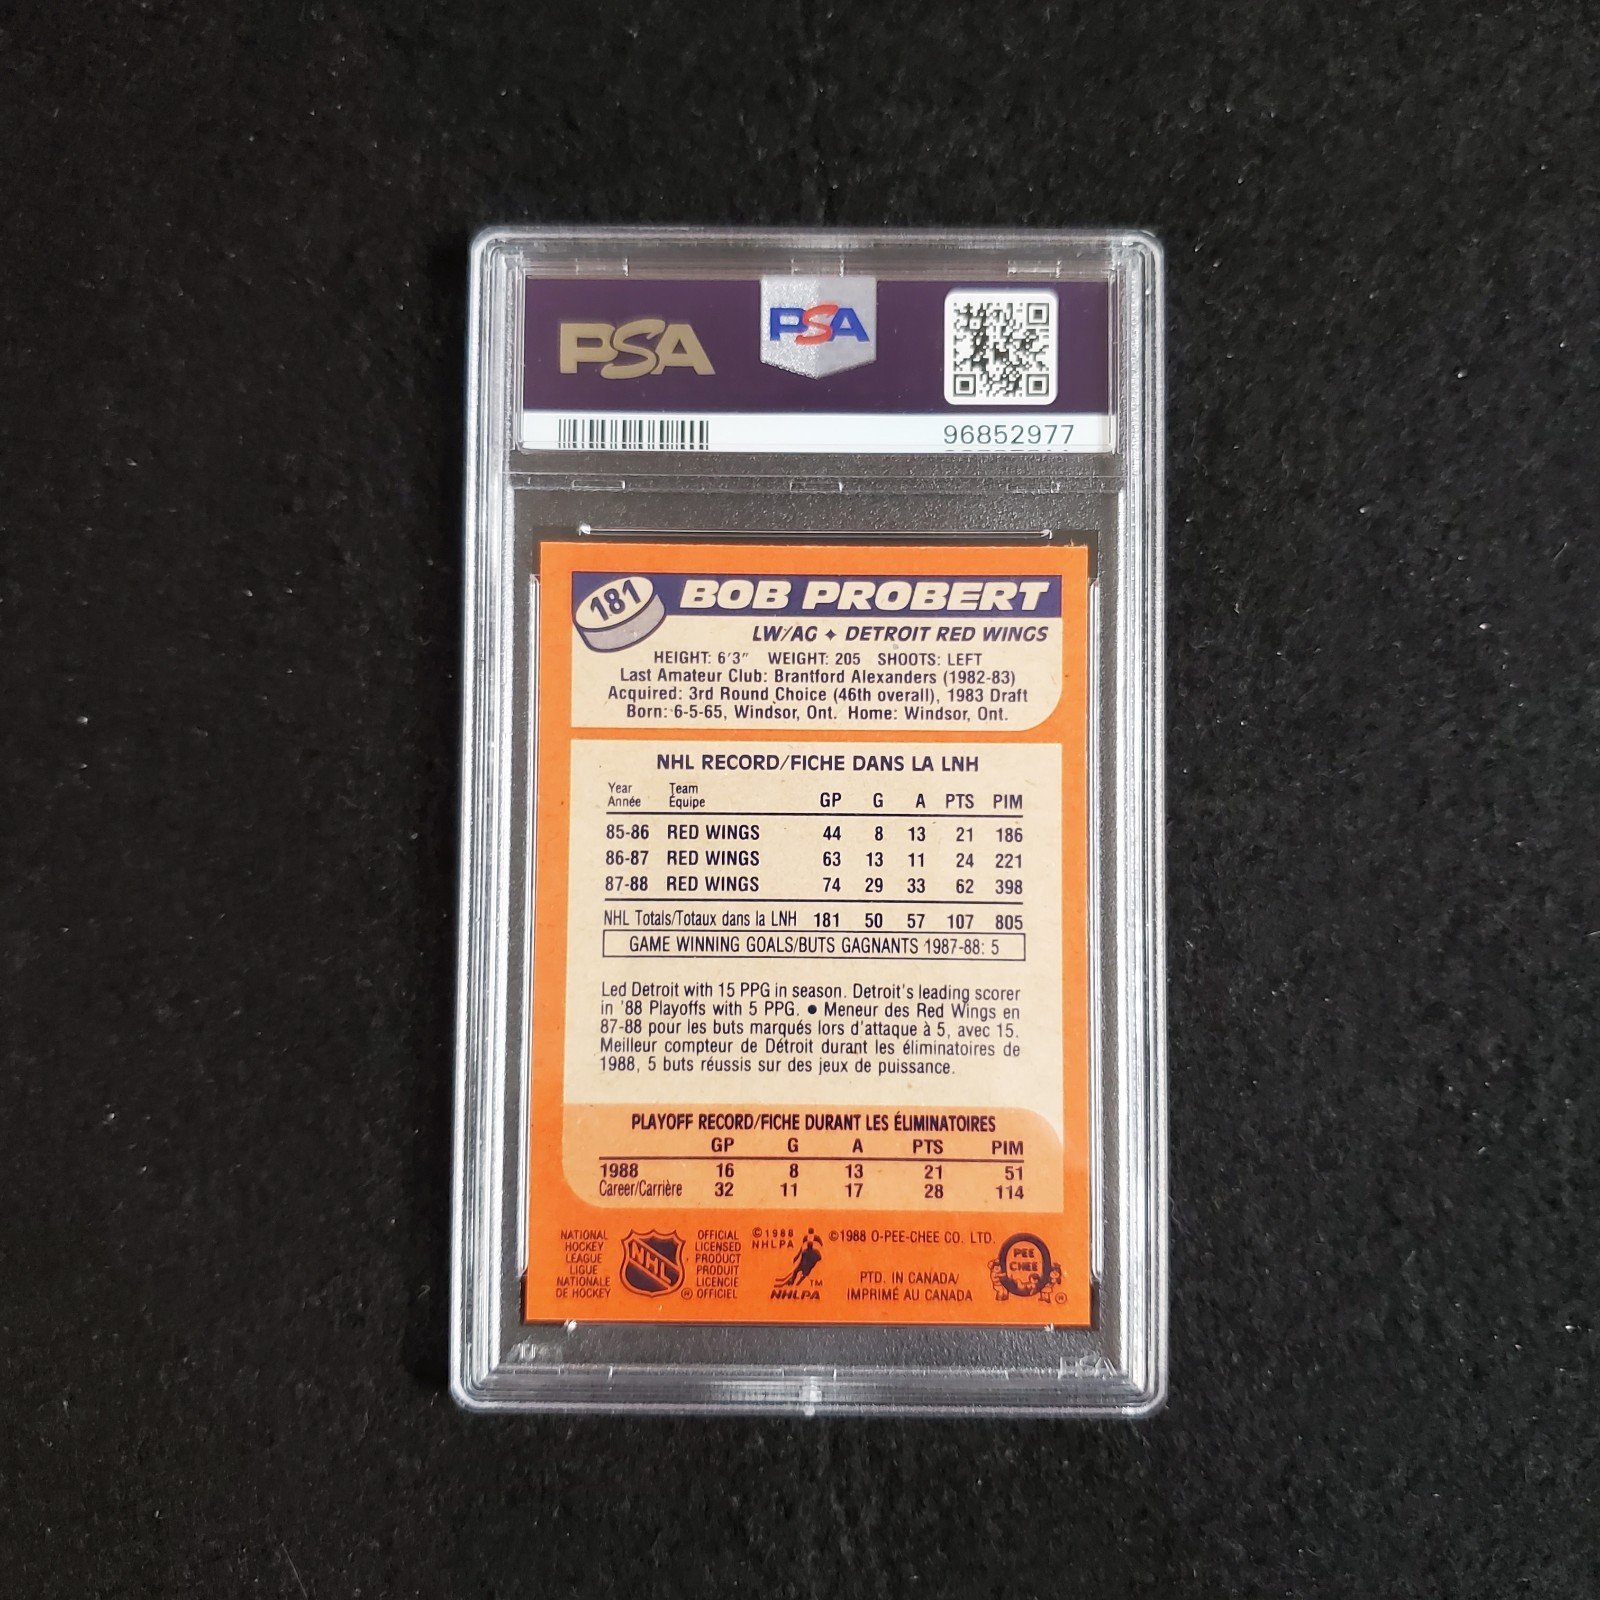 PSA
PSA
96852977
181
BOB PROBERT
LW/AG ✦ DETROIT RED WINGS
HEIGHT: 6'3" WEIGHT: 205 SHOOTS: LEFT
Last Amateur Club: Brantford Alexanders (1982-83)
Acquired: 3rd Round Choice (46th overall), 1983 Draft
Born: 6-5-65, Windsor, Ont. Home: Windsor, Ont.
NHL RECORD/FICHE DANS LA LNH
Year Team
Année Équipe GP G A PTS PIM
85-86 RED WINGS 44 8 13 21 186
86-87 RED WINGS 63 13 11 24 221
87-88 RED WINGS 74 29 33 62 398
NHL Totals/Totaux dans la LNH 181 50 57 107 805
GAME WINNING GOALS/BUTS GAGNANTS 1987-88: 5
Led Detroit with 15 PPG in season. Detroit's leading scorer
in '88 Playoffs with 5 PPG. ● Meneur des Red Wings en
87-88 pour les buts marqués lors d'attaque à 5, avec 15.
Meilleur compteur de Détroit durant les éliminatoires de
1988, 5 buts réussis sur des jeux de puissance.
PLAYOFF RECORD/FICHE DURANT LES ÉLIMINATOIRES
GP G A PTS PIM
1988 16 8 13 21 51
Career/Carrière 32 11 17 28 114
NATIONAL
HOCKEY
LEAGUE
LIGUE
NATIONALE
DE HOCKEY
NHL
OFFICIAL
LICENSED
PRODUCT
PRODUIT
LICENCIE
® OFFICIEL
©1988
NHLPA
TM
NHLPA
©1988 O-PEE-CHEE CO. LTD.
PTD. IN CANADA/
IMPRIMÉ AU CANADA
O
PEE
CHEE
®
PSA